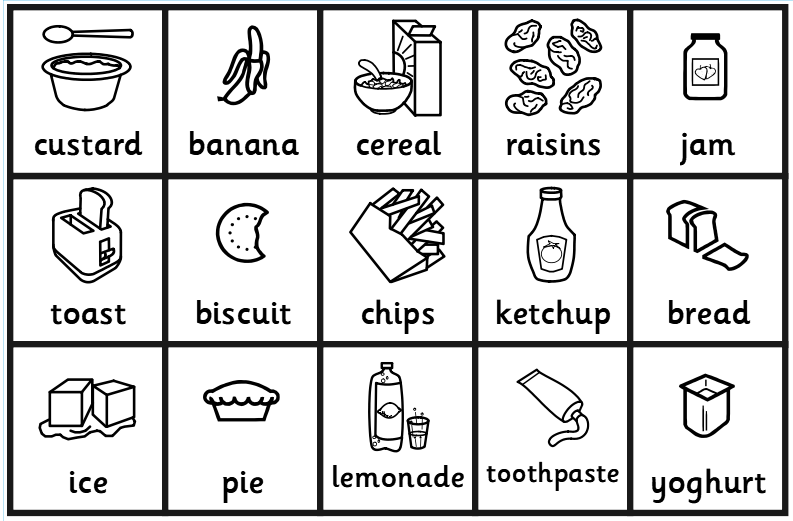 custard
banana
cereal
raisins
jam
toast
biscuit
chips
ketchup
bread
ice
pie
lemonade
toothpaste
yoghurt